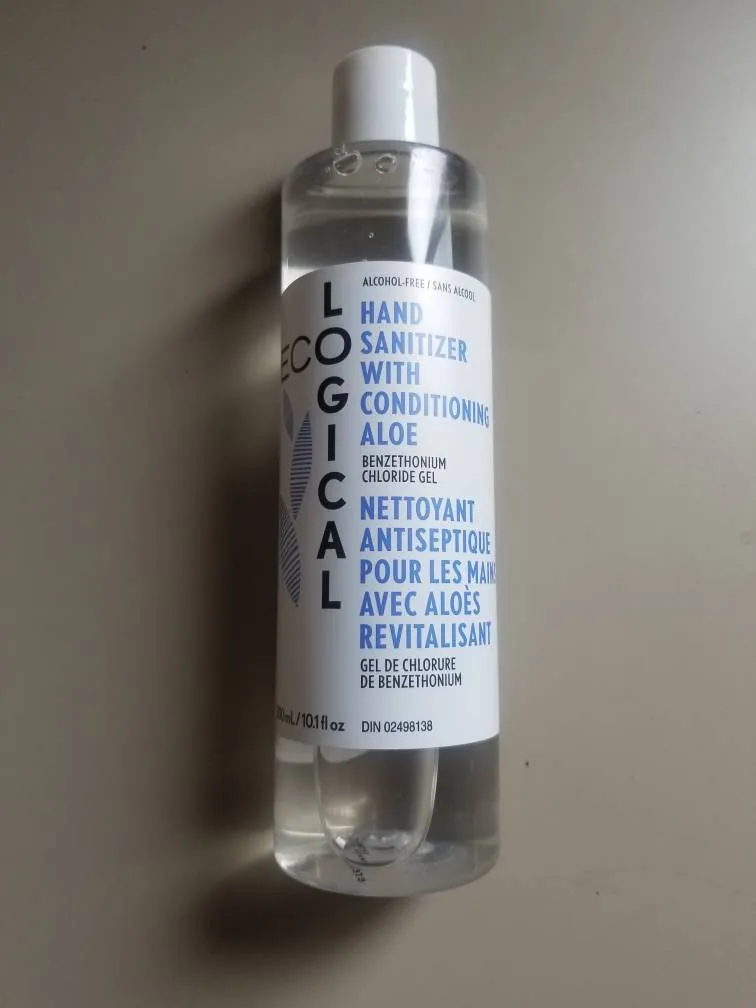 ALCOHOL-FREE / SANS ALCOOL
ECO
LOGICAL
HAND
SANITIZER
WITH
CONDITIONING
ALOE
BENZETHONIUM
CHLORIDE GEL
NETTOYANT
ANTISEPTIQUE
POUR LES MAINS
AVEC ALOÈS
REVITALISANT
GEL DE CHLORURE
DE BENZETHONIUM
300mL / 10.1 fl oz
DIN 02498138